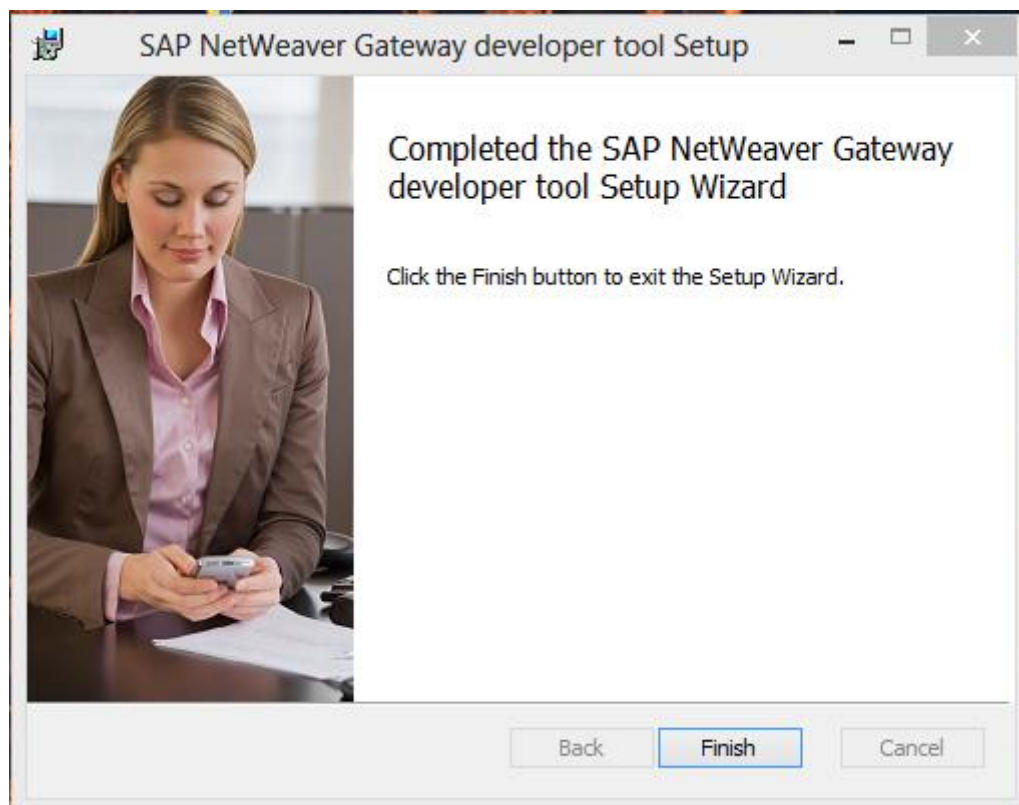 SAP NetWeaver Gateway developer tool Setup
Completed the SAP NetWeaver Gateway
developer tool Setup Wizard
Click the Finish button to exit the Setup Wizard.
Back Finish Cancel